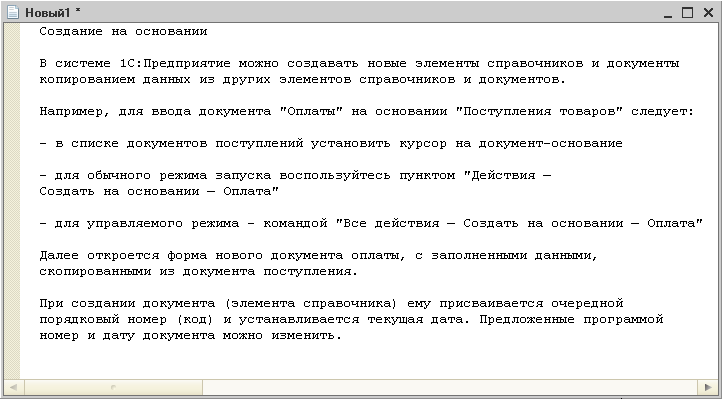 Новый1 *
Создание на основании
В системе 1С:Предприятие можно создавать новые элементы справочников и документы
копированием данных из других элементов справочников и документов.
Например, для ввода документа "Оплаты" на основании "Поступления товаров" следует:
- в списке документов поступлений установить курсор на документ-основание
- для обычного режима запуска воспользуйтесь пунктом "Действия —
Создать на основании — Оплата"
- для управляемого режима - командой "Все действия — Создать на основании — Оплата"
Далее откроется форма нового документа оплаты, с заполненными данными,
скопированными из документа поступления.
При создании документа (элемента справочника) ему присваивается очередной
порядковый номер (код) и устанавливается текущая дата. Предложенные программой
номер и дату документа можно изменить.